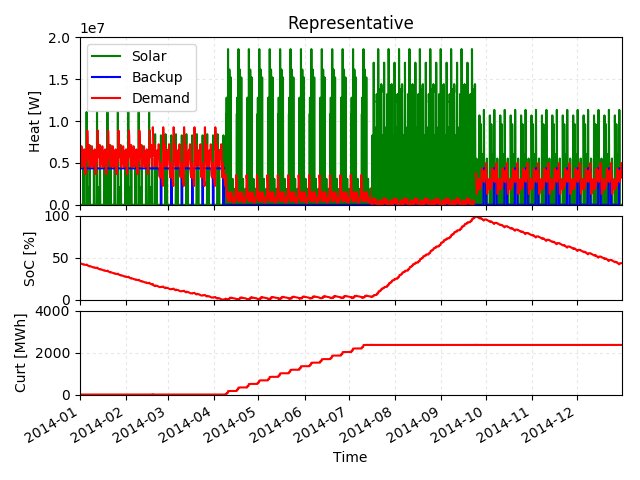 Representative
1e7
2.0
1.5
1.0
0.5
0.0
Heat [W]
Solar
Backup
Demand
100
50
0
SoC [%]
4000
2000
0
Curt [MWh]
2014-01
2014-02
2014-03
2014-04
2014-05
2014-06
2014-07
2014-08
2014-09
2014-10
2014-11
2014-12
Time